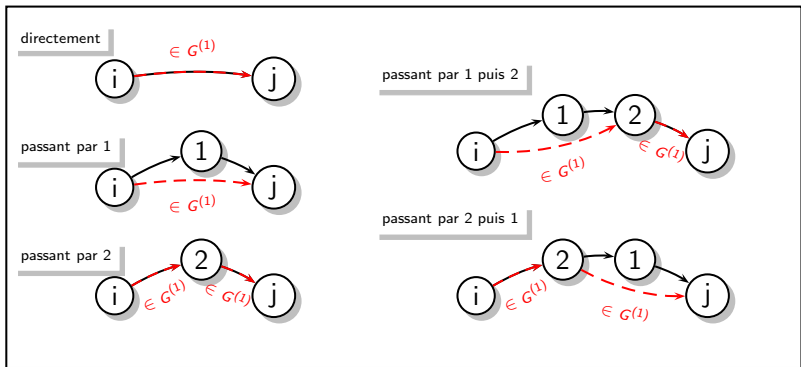 directement
∈ G⁽¹⁾
i
j
passant par 1
1
i
j
∈ G⁽¹⁾
passant par 2
2
i
j
∈ G⁽¹⁾
∈ G⁽¹⁾
passant par 1 puis 2
1
2
i
j
∈ G⁽¹⁾
∈ G⁽¹⁾
passant par 2 puis 1
2
1
i
j
∈ G⁽¹⁾
∈ G⁽¹⁾